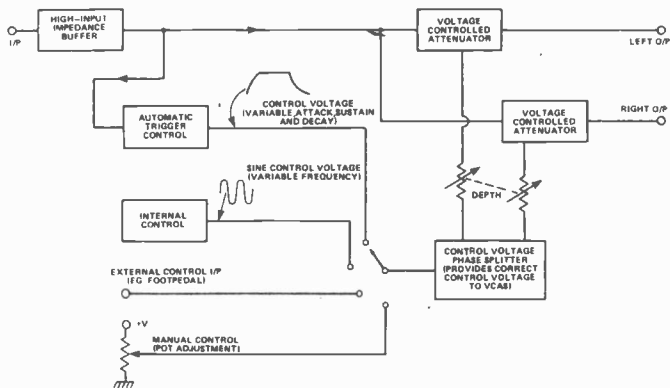 I/P
HIGH-INPUT
IMPEDANCE
BUFFER
VOLTAGE
CONTROLLED
ATTENUATOR
LEFT O/P
AUTOMATIC
TRIGGER
CONTROL
CONTROL VOLTAGE
(VARIABLE, ATTACK, SUSTAIN
AND DECAY)
VOLTAGE
CONTROLLED
ATTENUATOR
RIGHT O/P
SINE CONTROL VOLTAGE
(VARIABLE FREQUENCY)
DEPTH
INTERNAL
CONTROL
CONTROL VOLTAGE
PHASE SPLITTER
(PROVIDES CORRECT
CONTROL VOLTAGE
TO VCAS)
EXTERNAL CONTROL I/P
(EG FOOTPEDAL)
+V
MANUAL CONTROL
(POT ADJUSTMENT)